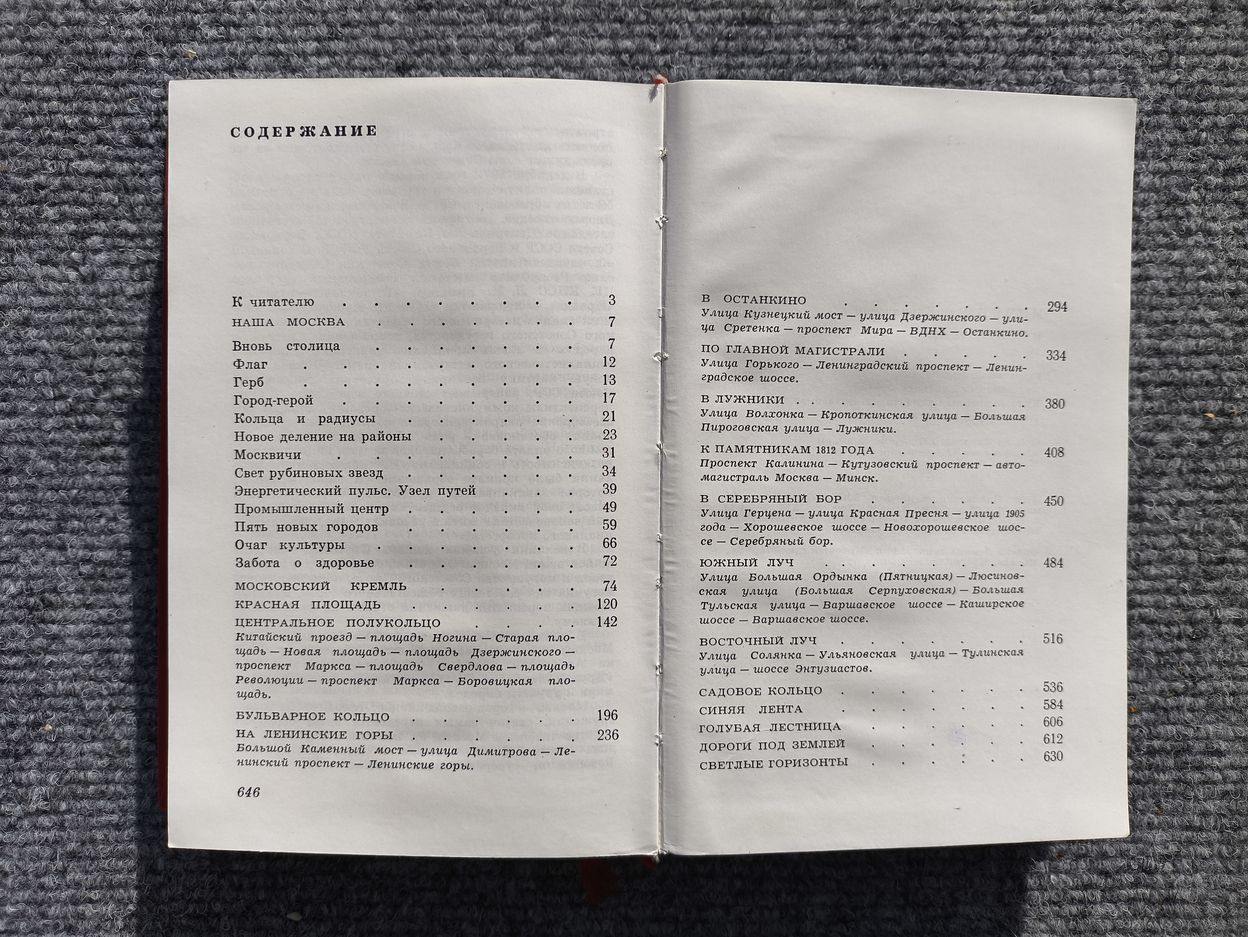 СОДЕРЖАНИЕ
К читателю . . . . . . . . 3
НАША МОСКВА . . . . . . . 7
Вновь столица . . . . . . . 7
Флаг . . . . . . . . . 12
Герб . . . . . . . . . 13
Город-герой . . . . . . . . 17
Кольца и радиусы . . . . . . 21
Новое деление на районы . . . . . 23
Москвичи . . . . . . . . 31
Свет рубиновых звезд . . . . . . 34
Энергетический пульс. Узел путей . . . 39
Промышленный центр . . . . . . 49
Пять новых городов . . . . . . 59
Очаг культуры . . . . . . . 66
Забота о здоровье . . . . . . 72
МОСКОВСКИЙ КРЕМЛЬ . . . . . 74
КРАСНАЯ ПЛОЩАДЬ . . . . . . 120
ЦЕНТРАЛЬНОЕ ПОЛУКОЛЬЦО . . . . 142
Китайский проезд — площадь Ногина — Старая пло-
щадь — Новая площадь — площадь Дзержинского —
проспект Маркса — площадь Свердлова — площадь
Революции — проспект Маркса — Боровицкая пло-
щадь.
БУЛЬВАРНОЕ КОЛЬЦО . . . . . . 196
НА ЛЕНИНСКИЕ ГОРЫ . . . . . . 236
Большой Каменный мост — улица Димитрова — Ле-
нинский проспект — Ленинские горы.
646
В ОСТАНКИНО . . . . . . . 294
Улица Кузнецкий мост — улица Дзержинского — ули-
ца Сретенка — проспект Мира — ВДНХ — Останкино.
ПО ГЛАВНОЙ МАГИСТРАЛИ . . . . . 334
Улица Горького — Ленинградский проспект — Ленин-
градское шоссе.
В ЛУЖНИКИ . . . . . . . . 380
Улица Волхонка — Кропоткинская улица — Большая
Пироговская улица — Лужники.
К ПАМЯТНИКАМ 1812 ГОДА . . . . . 408
Проспект Калинина — Кутузовский проспект — авто-
магистраль Москва — Минск.
В СЕРЕБРЯНЫЙ БОР . . . . . . 450
Улица Герцена — улица Красная Пресня — улица 1905
года — Хорошевское шоссе — Новохорошевское шос-
се — Серебряный бор.
ЮЖНЫЙ ЛУЧ . . . . . . . 484
Улица Большая Ордынка (Пятницкая) — Люсинов-
ская улица (Большая Серпуховская) — Большая
Тульская улица — Варшавское шоссе — Каширское
шоссе — Варшавское шоссе.
ВОСТОЧНЫЙ ЛУЧ . . . . . . . 516
Улица Солянка — Ульяновская улица — Тулинская
улица — шоссе Энтузиастов.
САДОВОЕ КОЛЬЦО . . . . . . . 536
СИНЯЯ ЛЕНТА . . . . . . . 584
ГОЛУБАЯ ЛЕСТНИЦА . . . . . . 606
ДОРОГИ ПОД ЗЕМЛЕЙ . . . . . . 612
СВЕТЛЫЕ ГОРИЗОНТЫ . . . . . . 630